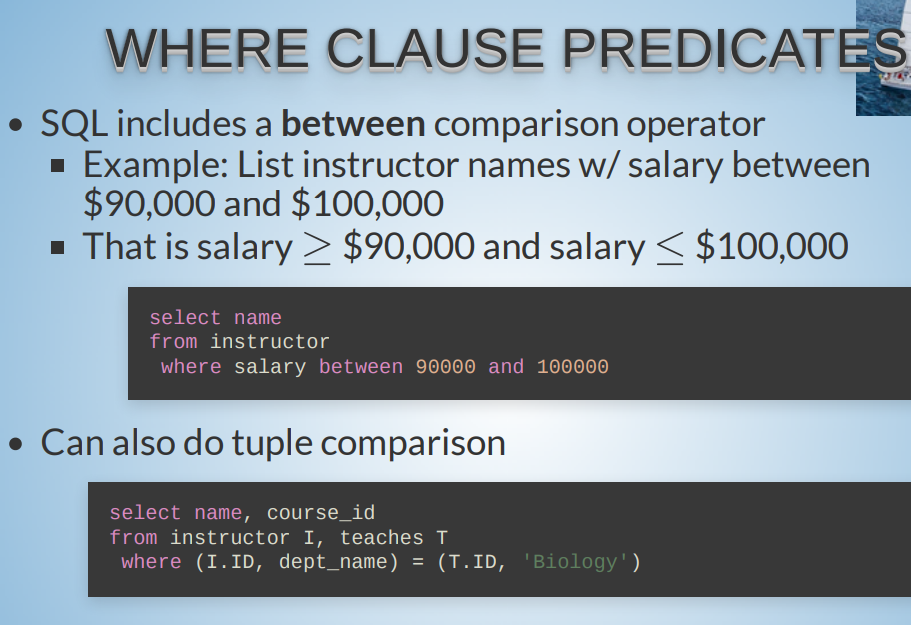 WHERE CLAUSE PREDICATES
• SQL includes a between comparison operator
▪ Example: List instructor names w/ salary between
$90,000 and $100,000
▪ That is salary ≥ $90,000 and salary ≤ $100,000
select name
from instructor
 where salary between 90000 and 100000
• Can also do tuple comparison
select name, course_id
from instructor I, teaches T
 where (I.ID, dept_name) = (T.ID, 'Biology')